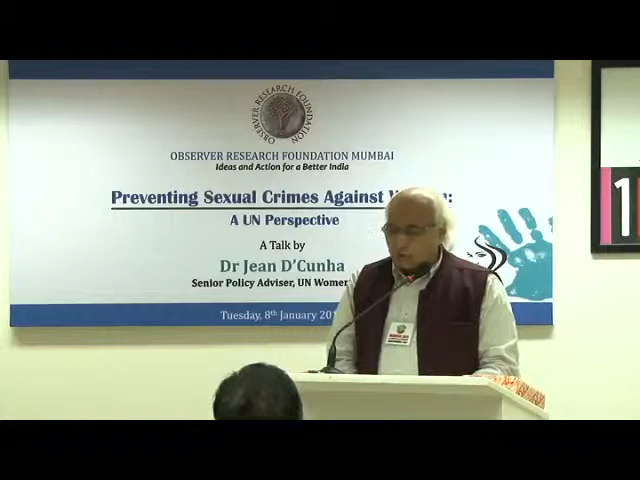 OBSERVER RESEARCH FOUNDATION
OBSERVER RESEARCH FOUNDATION MUMBAI
Ideas and Action for a Better India
Preventing Sexual Crimes Against
A UN Perspective
A Talk by
Dr Jean D'Cunha
Senior Policy Adviser, UN Women
Tuesday, 8th January
1